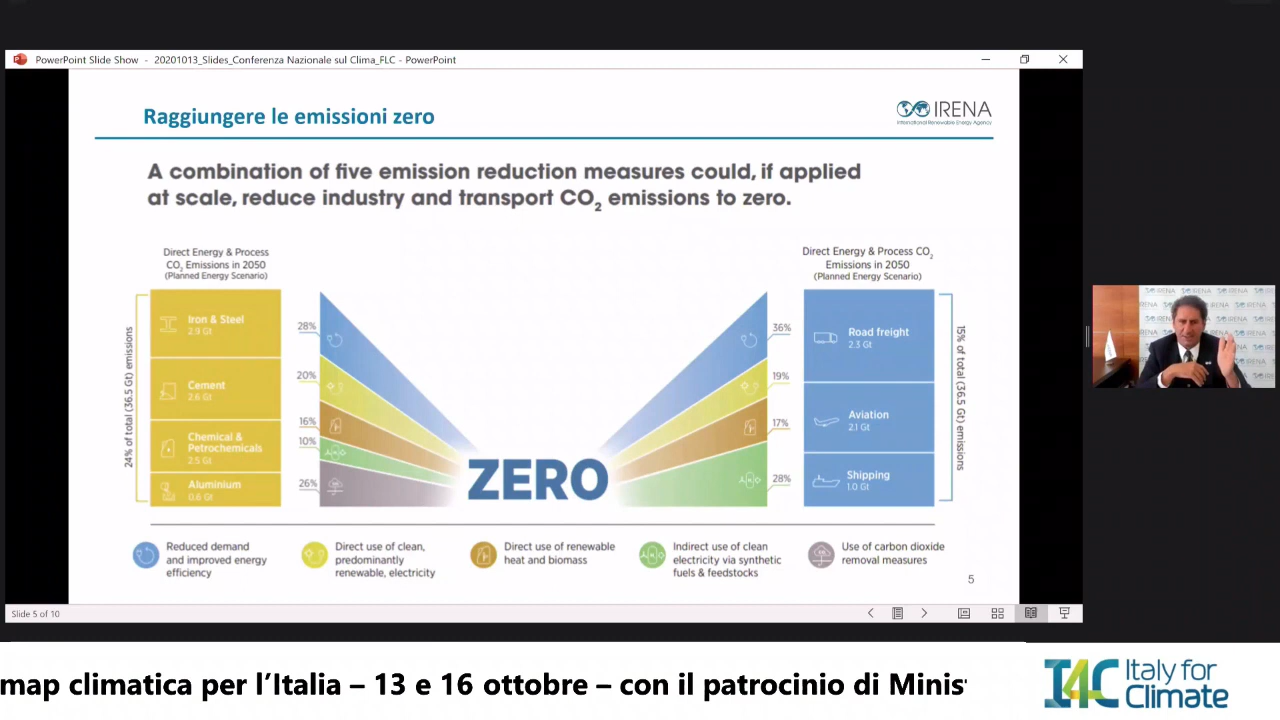 PowerPoint Slide Show - 20201013_Slides_Conferenza Nazionale sul Clima_FLC - PowerPoint
Raggiungere le emissioni zero
IRENA
International Renewable Energy Agency
A combination of five emission reduction measures could, if applied
at scale, reduce industry and transport CO₂ emissions to zero.
Direct Energy & Process
CO₂ Emissions in 2050
(Planned Energy Scenario)
24% of total (36.5 Gt) emissions
Iron & Steel
2.9 Gt
Cement
2.6 Gt
Chemical &
Petrochemicals
2.5 Gt
Aluminium
0.6 Gt
28%
20%
16%
10%
26%
ZERO
36%
19%
17%
28%
Direct Energy & Process CO₂
Emissions in 2050
(Planned Energy Scenario)
Road freight
2.3 Gt
Aviation
2.1 Gt
Shipping
1.0 Gt
15% of total (36.5 Gt) emissions
Reduced demand
and improved energy
efficiency
Direct use of clean,
predominantly
renewable, electricity
Direct use of renewable
heat and biomass
Indirect use of clean
electricity via synthetic
fuels & feedstocks
Use of carbon dioxide
removal measures
5
Slide 5 of 10
map climatica per l'Italia – 13 e 16 ottobre – con il patrocinio di Minis
I4C Italy for
Climate